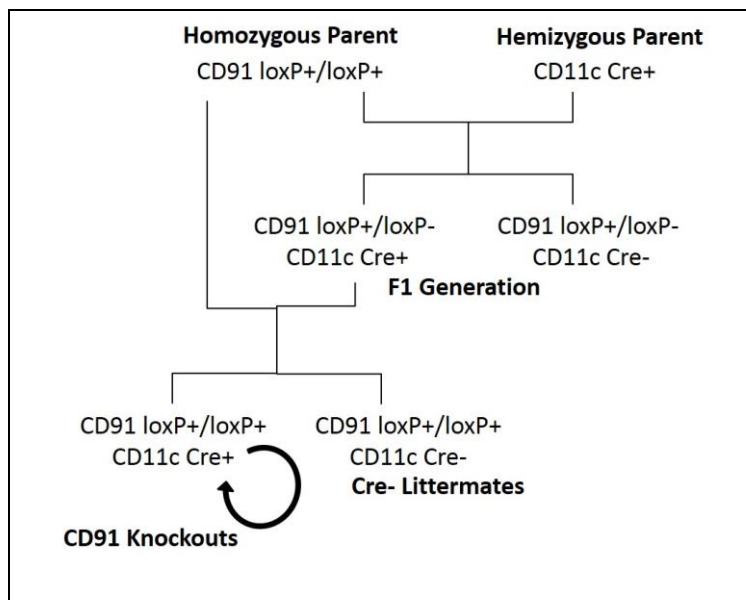 Homozygous Parent
CD91 loxP+/loxP+
Hemizygous Parent
CD11c Cre+
CD91 loxP+/loxP-
CD11c Cre+
CD91 loxP+/loxP-
CD11c Cre-
F1 Generation
CD91 loxP+/loxP+
CD11c Cre+
CD91 loxP+/loxP+
CD11c Cre-
Cre- Littermates
CD91 Knockouts